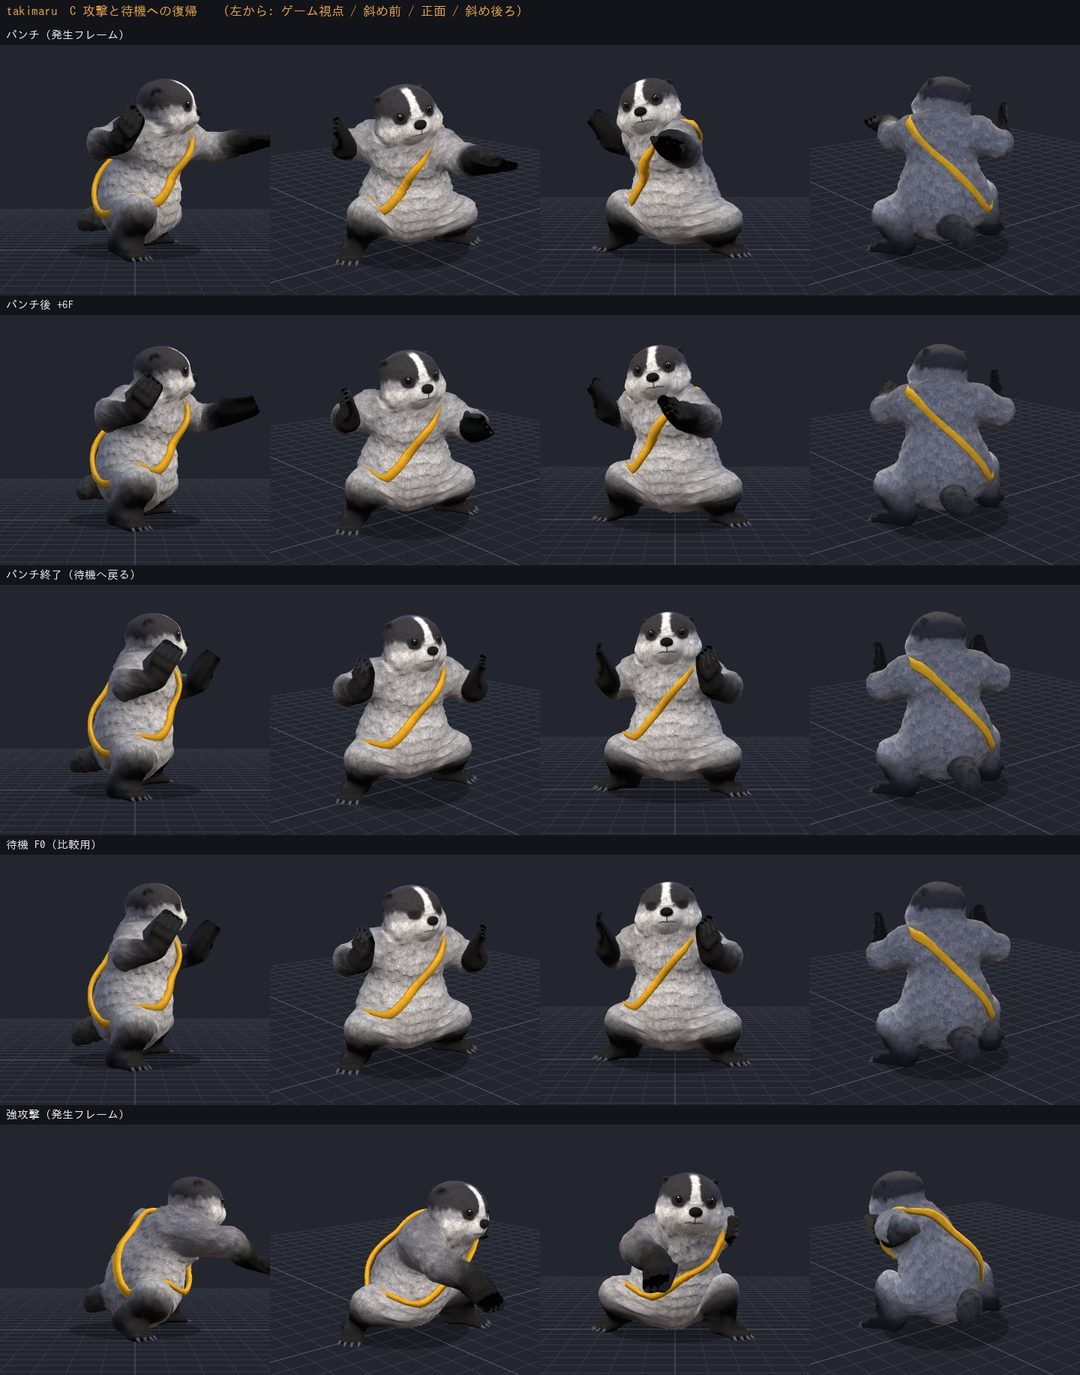 takimaru C 攻撃と待機への復帰 (左から: ゲーム視点 / 斜め前 / 正面 / 斜め後ろ)
パンチ (発生フレーム)
パンチ後 +6F
パンチ終了 (待機へ戻る)
待機 F0 (比較用)
強攻撃 (発生フレーム)